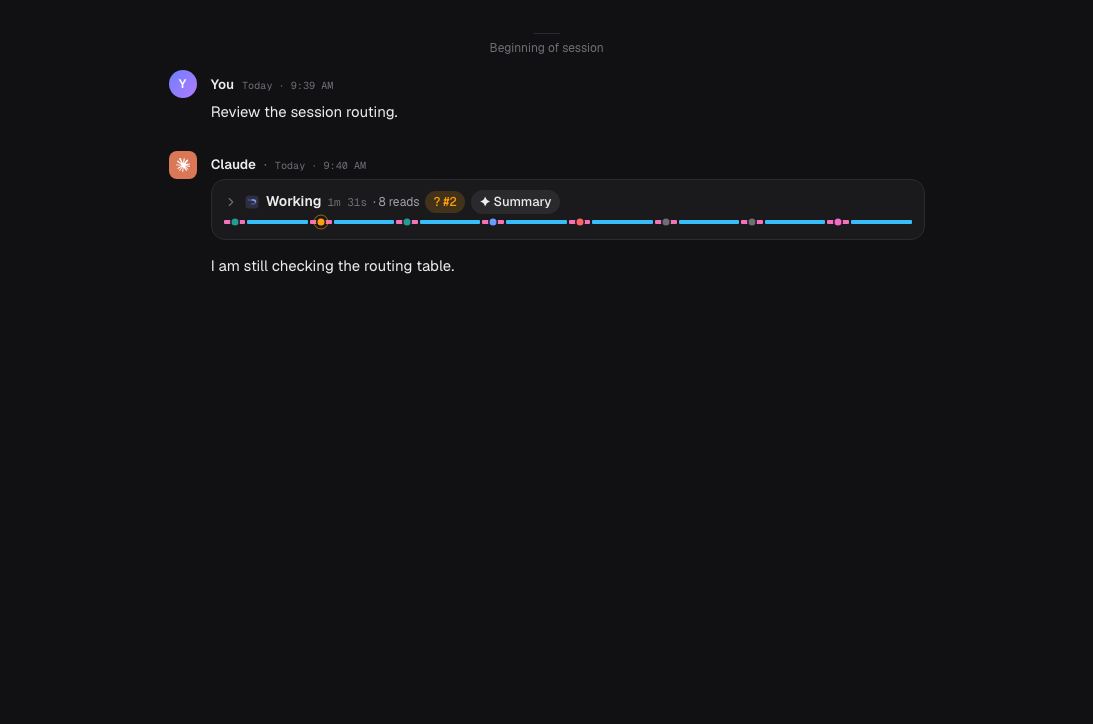 Beginning of session
Y
You Today · 9:39 AM
Review the session routing.
Claude · Today · 9:40 AM
Working 1m 31s · 8 reads ? #2 ✦ Summary
I am still checking the routing table.